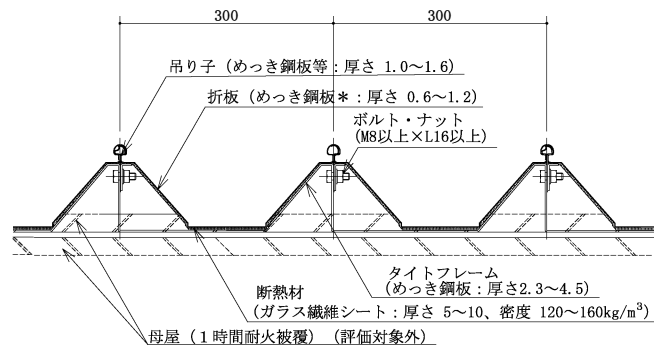 300
300
吊り子（めっき鋼板等：厚さ 1.0～1.6）
折板（めっき鋼板＊：厚さ 0.6～1.2）
ボルト・ナット
（M8以上×L16以上）
タイトフレーム
（めっき鋼板：厚さ2.3～4.5）
断熱材
（ガラス繊維シート：厚さ 5～10、密度 120～160kg/m³）
母屋（１時間耐火被覆）（評価対象外）